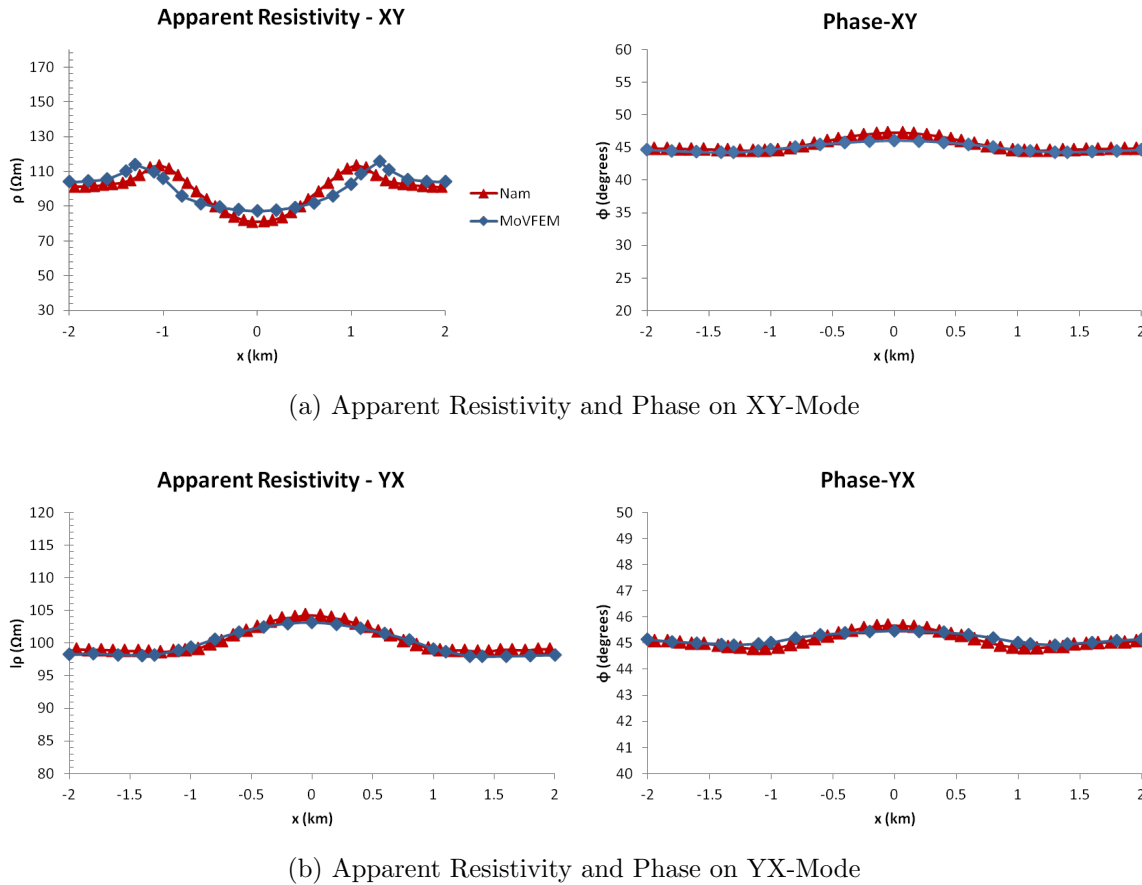 Apparent Resistivity - XY
170
150
130
110
90
70
50
30
ρ (Ωm)
-2 -1 0 1 2
x (km)
Nam
MoVFEM
Phase-XY
60
55
50
45
40
35
30
25
20
ϕ (degrees)
-2 -1.5 -1 -0.5 0 0.5 1 1.5 2
x (km)
(a) Apparent Resistivity and Phase on XY-Mode
Apparent Resistivity - YX
120
115
110
105
100
95
90
85
80
lρ (Ωm)
-2 -1.5 -1 -0.5 0 0.5 1 1.5 2
x (km)
Phase-YX
50
49
48
47
46
45
44
43
42
41
40
ϕ (degrees)
-2 -1.5 -1 -0.5 0 0.5 1 1.5 2
x (km)
(b) Apparent Resistivity and Phase on YX-Mode